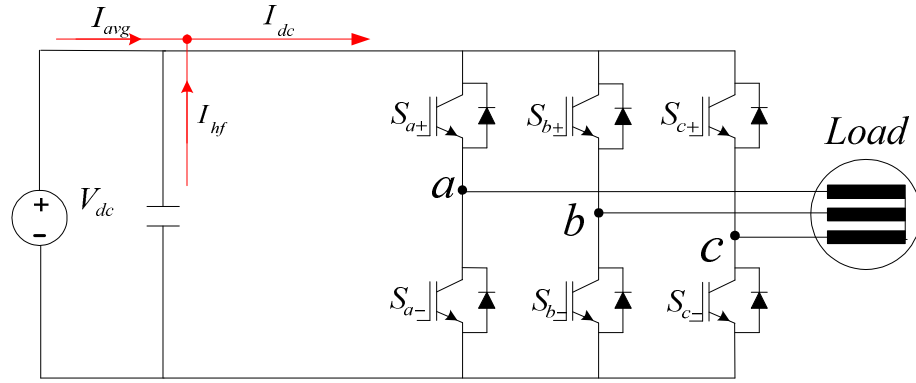 I_avg
I_dc
I_hf
S_a+
S_b+
S_c+
Load
V_dc
+
-
a
b
c
S_a-
S_b-
S_c-